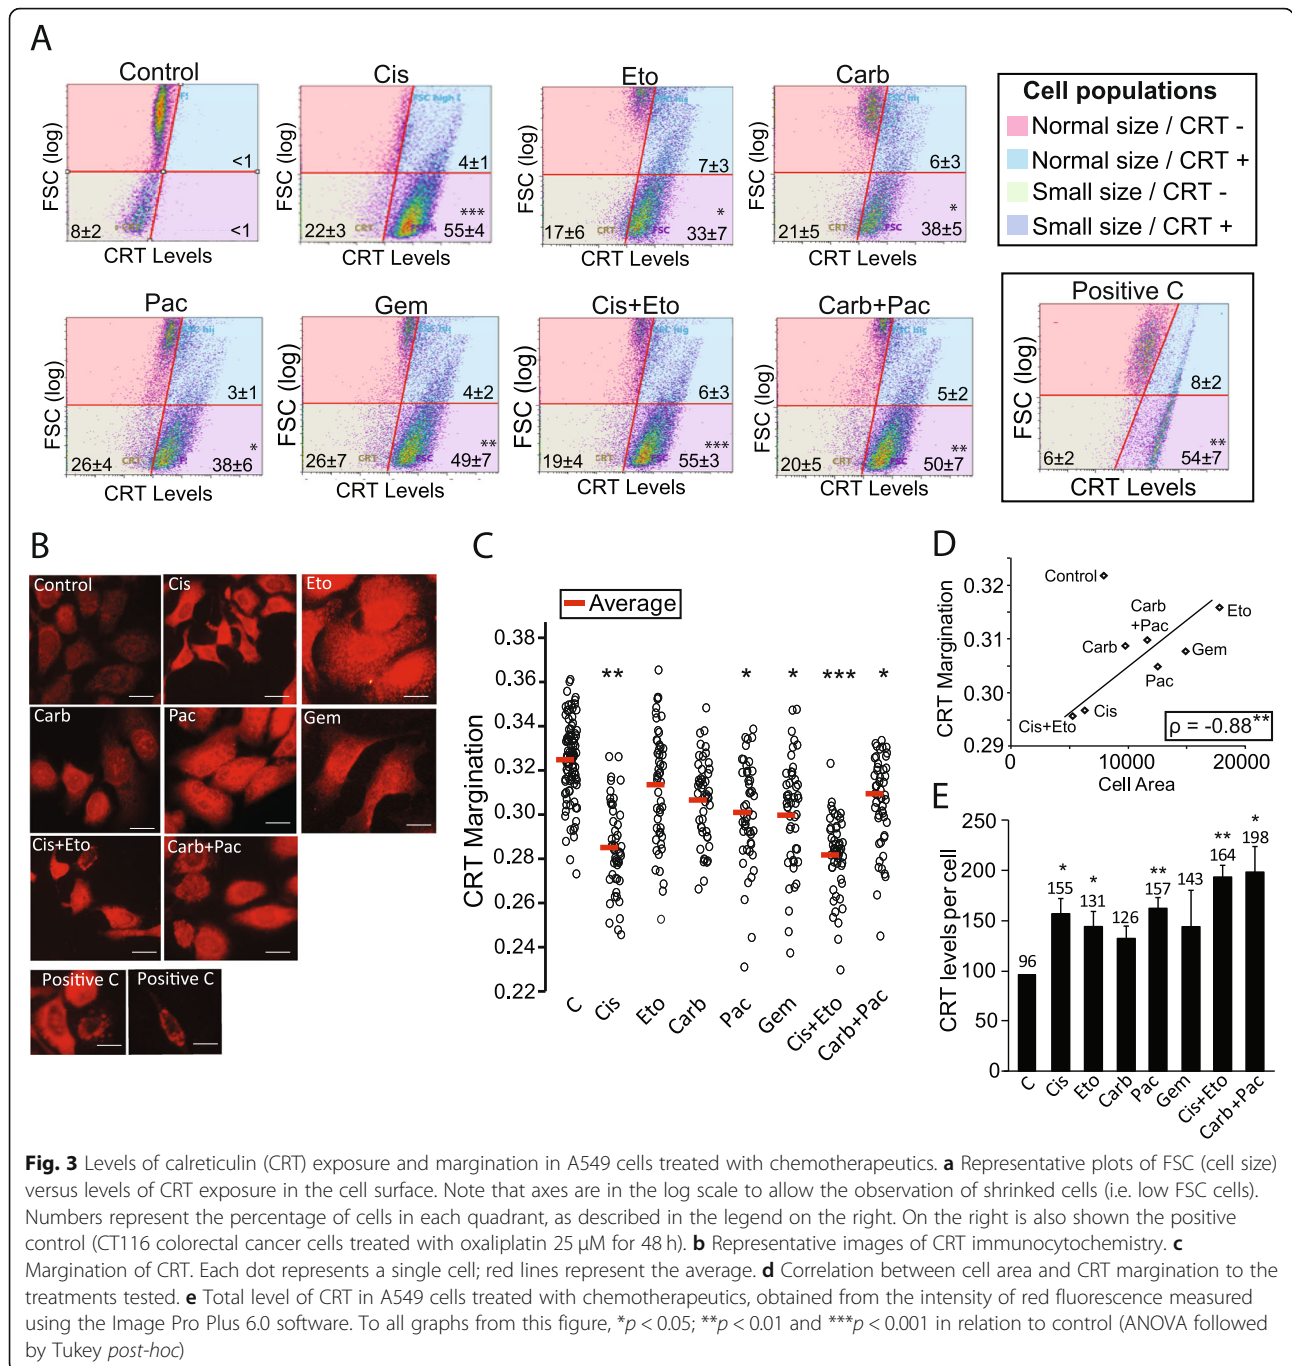 A
Control
FSC (log)
<1
8±2
<1
CRT Levels
Cis
FSC (log)
FSC high
4±1
***
CRT
22±3
55±4
CRT Levels
Eto
FSC (log)
7±3
*
CRT
FSC
17±6
33±7
CRT Levels
Carb
FSC (log)
6±3
*
CRT
21±5
38±5
CRT Levels
Cell populations
Normal size / CRT -
Normal size / CRT +
Small size / CRT -
Small size / CRT +
Pac
FSC (log)
3±1
*
CRT
26±4
38±6
CRT Levels
Gem
FSC (log)
4±2
**
CRT
FSC
26±7
49±7
CRT Levels
Cis+Eto
FSC (log)
6±3
***
CRT
FSC
19±4
55±3
CRT Levels
Carb+Pac
FSC (log)
5±2
**
CRT
FSC
20±5
50±7
CRT Levels
Positive C
FSC (log)
8±2
**
6±2
54±7
CRT Levels
B
Control
Cis
Eto
Carb
Pac
Gem
Cis+Eto
Carb+Pac
Positive C
Positive C
C
Average
CRT Margination
0.38
0.36
0.34
0.32
0.30
0.28
0.26
0.24
0.22
**
*
*
***
*
C
Cis
Eto
Carb
Pac
Gem
Cis+Eto
Carb+Pac
D
CRT Margination
0.32
0.31
0.30
0.29
Control
Carb
+Pac
Eto
Carb
Gem
Pac
Cis+Eto
Cis
ρ = -0.88**
10000
20000
Cell Area
E
CRT levels per cell
250
200
150
100
50
0
96
*
155
*
131
126
**
157
143
**
164
*
198
C
Cis
Eto
Carb
Pac
Gem
Cis+Eto
Carb+Pac
Fig. 3 Levels of calreticulin (CRT) exposure and margination in A549 cells treated with chemotherapeutics. a Representative plots of FSC (cell size)
versus levels of CRT exposure in the cell surface. Note that axes are in the log scale to allow the observation of shrinked cells (i.e. low FSC cells).
Numbers represent the percentage of cells in each quadrant, as described in the legend on the right. On the right is also shown the positive
control (CT116 colorectal cancer cells treated with oxaliplatin 25 μM for 48 h). b Representative images of CRT immunocytochemistry. c
Margination of CRT. Each dot represents a single cell; red lines represent the average. d Correlation between cell area and CRT margination to the
treatments tested. e Total level of CRT in A549 cells treated with chemotherapeutics, obtained from the intensity of red fluorescence measured
using the Image Pro Plus 6.0 software. To all graphs from this figure, *p < 0.05; **p < 0.01 and ***p < 0.001 in relation to control (ANOVA followed
by Tukey post-hoc)